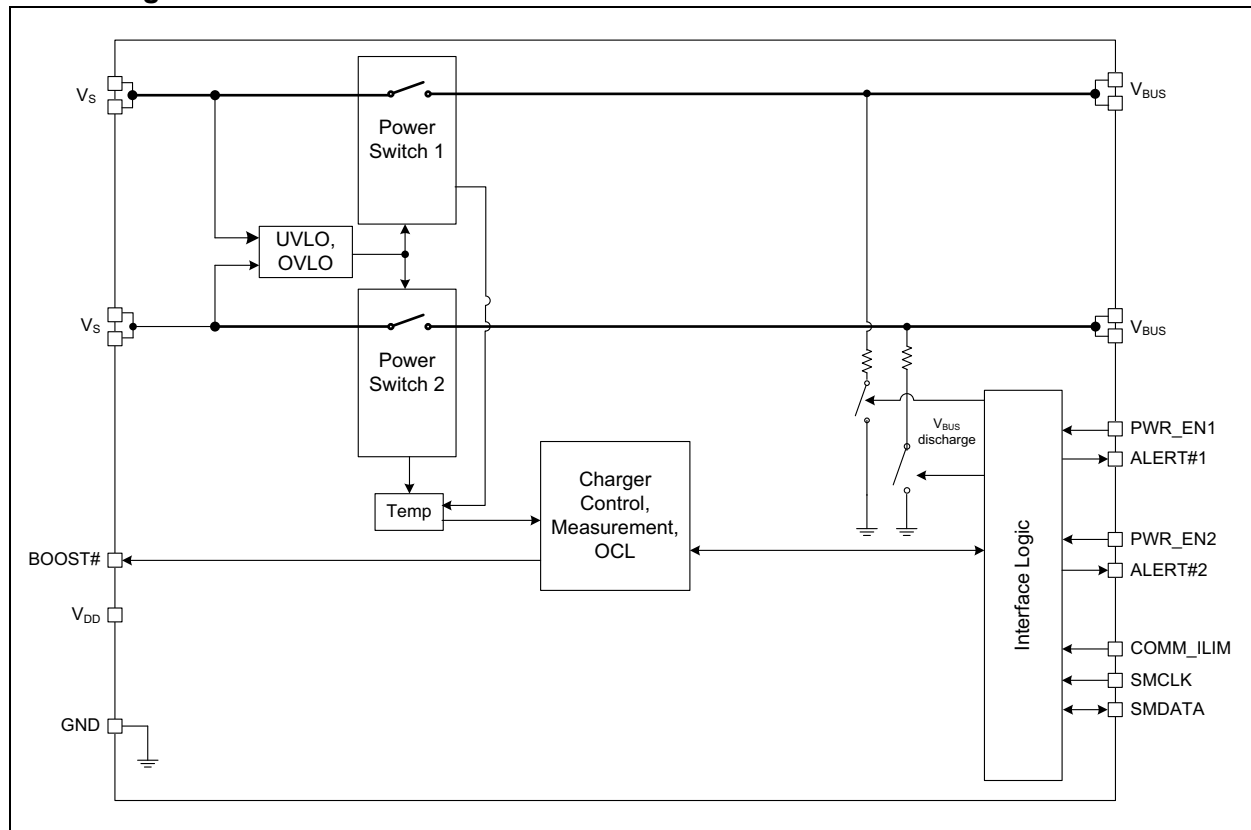 VS
VBUS
Power
Switch 1
UVLO,
OVLO
VS
VBUS
Power
Switch 2
VBUS
discharge
PWR_EN1
ALERT#1
Charger
Control,
Measurement,
OCL
Temp
PWR_EN2
ALERT#2
BOOST#
Interface Logic
VDD
COMM_ILIM
SMCLK
SMDATA
GND